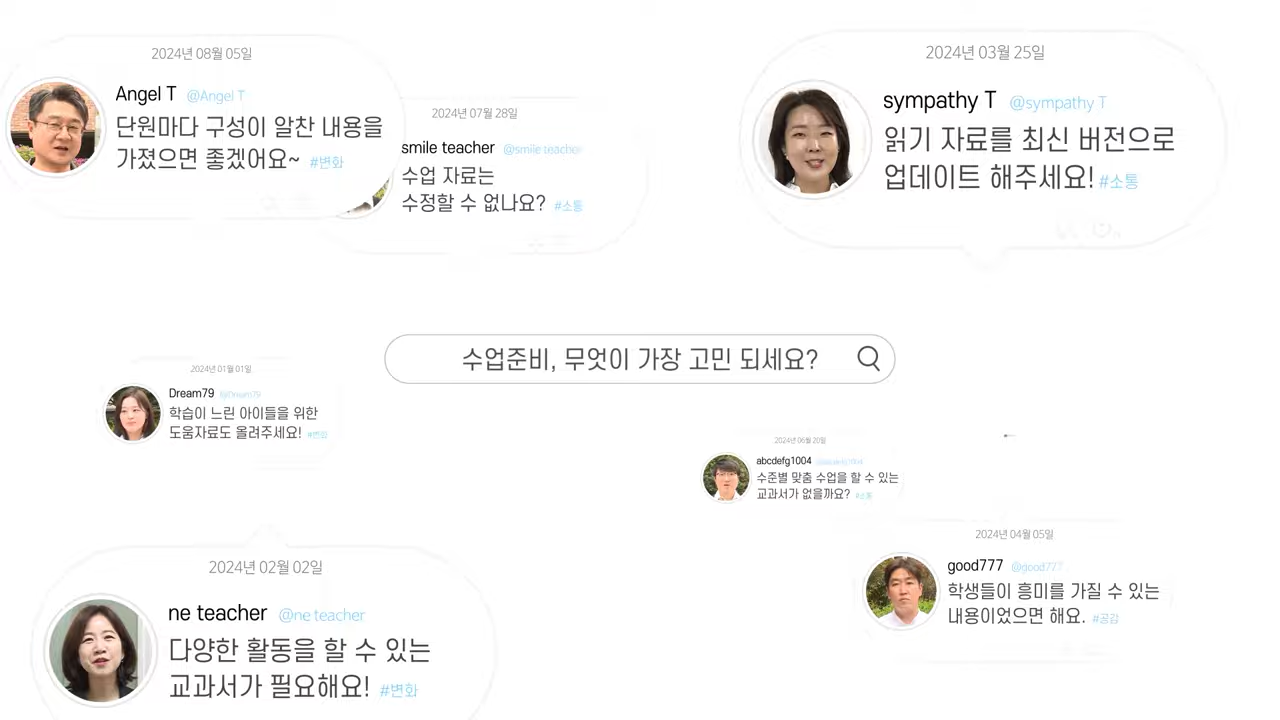 2024년 08월 05일
Angel T @Angel T
단원마다 구성이 알찬 내용을
가졌으면 좋겠어요~ #변화
2024년 07월 28일
smile teacher @smile teacher
수업 자료는
수정할 수 없나요? #소통
2024년 03월 25일
sympathy T @sympathy T
읽기 자료를 최신 버전으로
업데이트 해주세요! #소통
수업준비, 무엇이 가장 고민 되세요?
2024년 01월 01일
Dream79 @Dream79
학습이 느린 아이들을 위한
도움자료도 올려주세요! #변화
2024년 06월 20일
abcdefg1004 @abcdefg1004
수준별 맞춤 수업을 할 수 있는
교과서가 없을까요? #소통
2024년 04월 05일
good777 @good777
학생들이 흥미를 가질 수 있는
내용이었으면 해요. #공감
2024년 02월 02일
ne teacher @ne teacher
다양한 활동을 할 수 있는
교과서가 필요해요! #변화